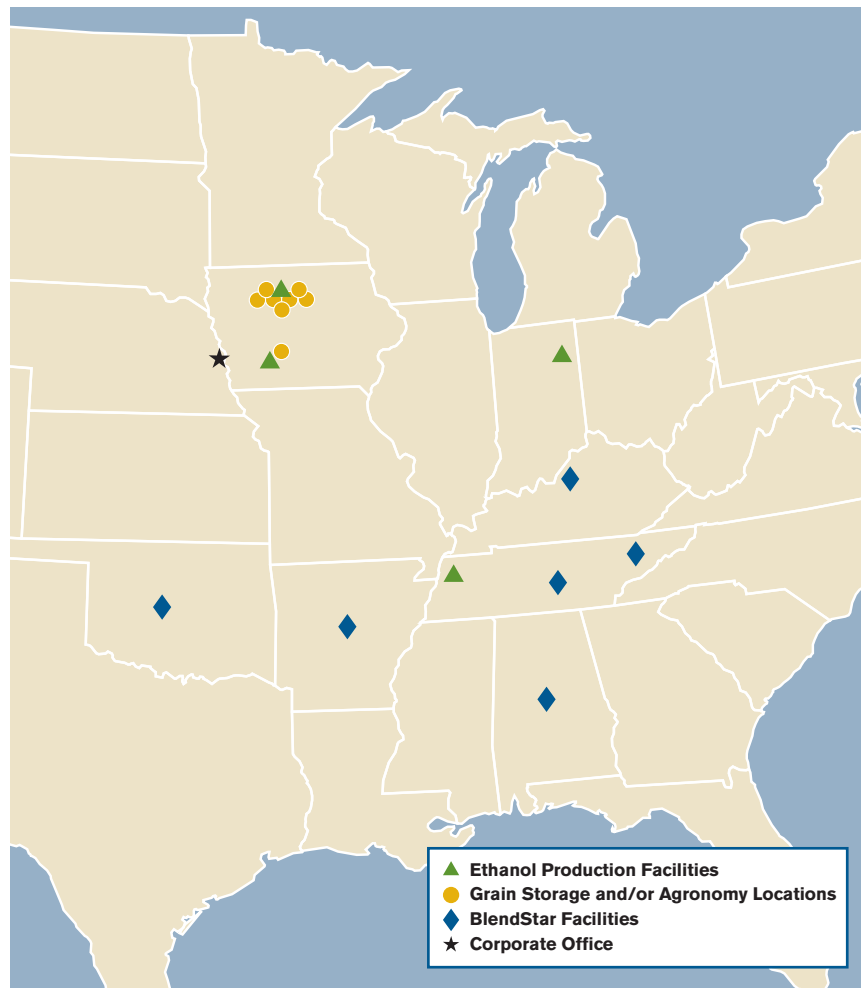 Ethanol Production Facilities
Grain Storage and/or Agronomy Locations
BlendStar Facilities
Corporate Office